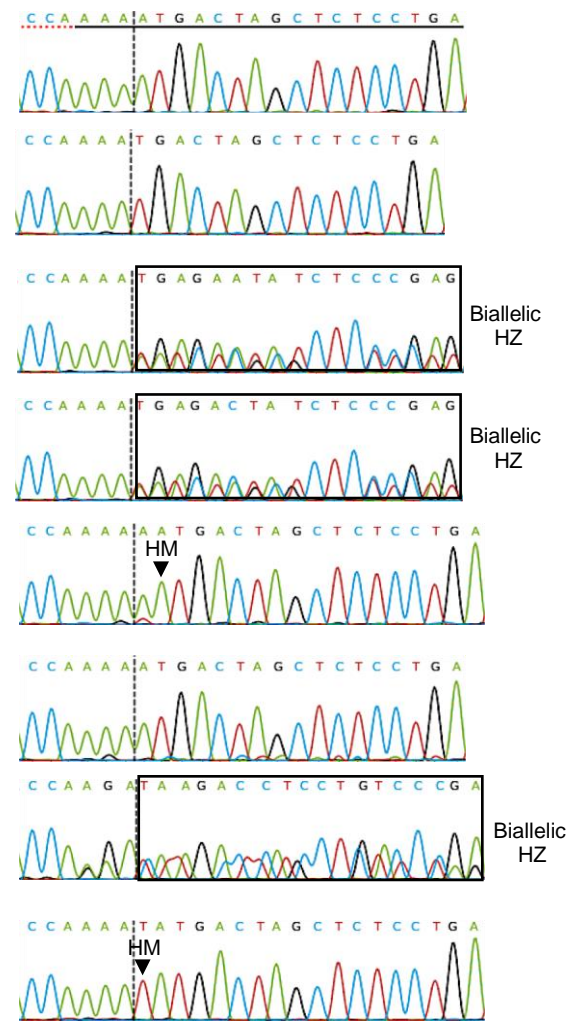 C C A A A A A T G A C T A G C T C T C C T G A
C C A A A A T G A C T A G C T C T C C T G A
C C A A A A T G A G A A T A T C T C C C G A G
Biallelic
HZ
C C A A A A T G A G A C T A T C T C C C G A G
Biallelic
HZ
C C A A A A A A T G A C T A G C T C T C C T G A
HM
C C A A A A A T G A C T A G C T C T C C T G A
C C A A G A T A A G A C C T C C T G T C C C G A
Biallelic
HZ
C C A A A A T A T G A C T A G C T C T C C T G A
HM